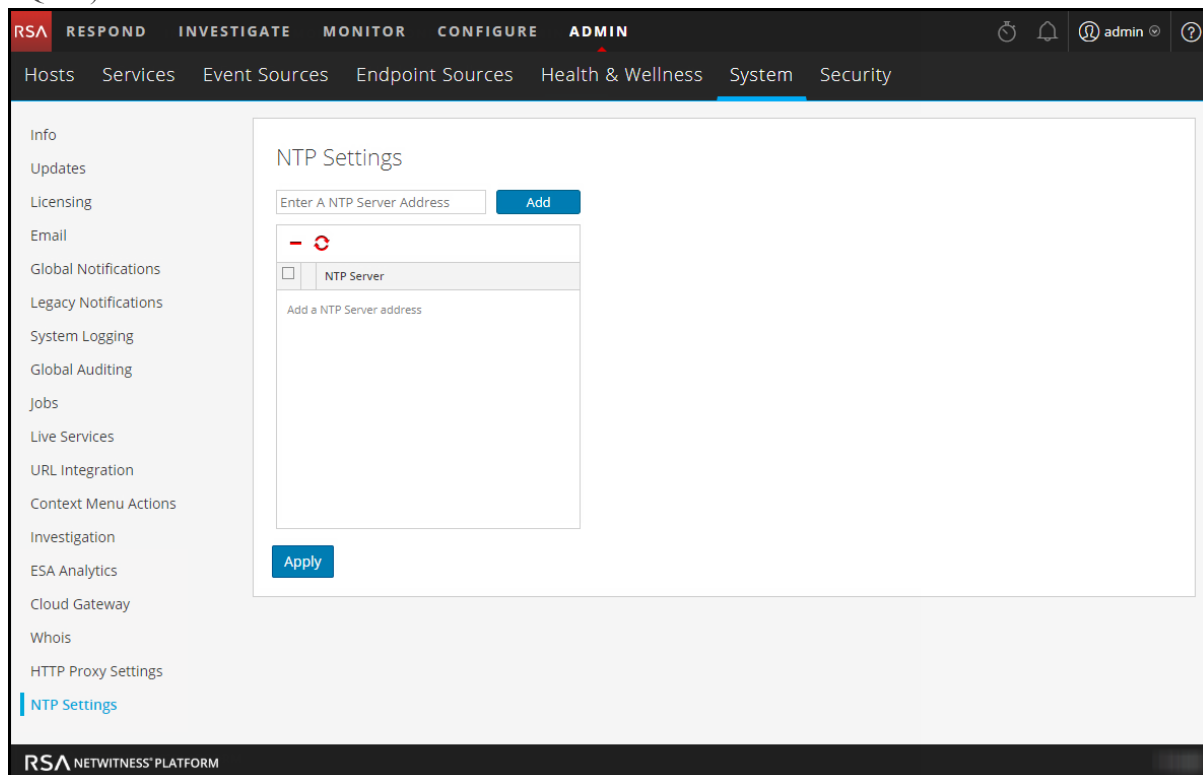 RSA RESPOND INVESTIGATE MONITOR CONFIGURE ADMIN admin ?
Hosts Services Event Sources Endpoint Sources Health & Wellness System Security
Info
Updates
Licensing
Email
Global Notifications
Legacy Notifications
System Logging
Global Auditing
Jobs
Live Services
URL Integration
Context Menu Actions
Investigation
ESA Analytics
Cloud Gateway
Whois
HTTP Proxy Settings
NTP Settings
NTP Settings
Enter A NTP Server Address Add
NTP Server
Add a NTP Server address
Apply
RSA NETWITNESS® PLATFORM